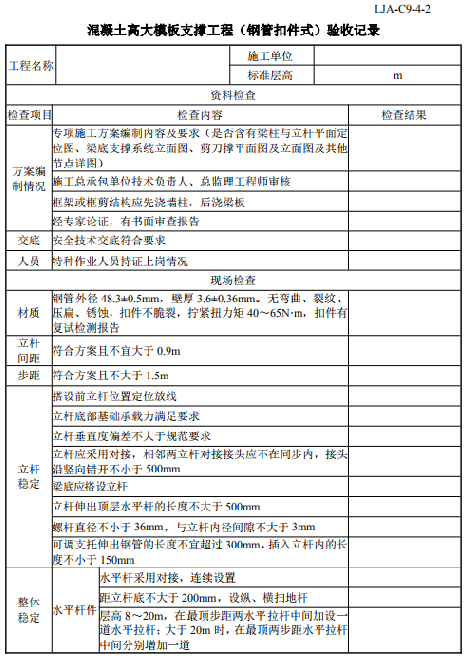 LJA-C9-4-2
混凝土高大模板支撑工程（钢管扣件式）验收记录
工程名称
施工单位
标准层高
m
资料检查
检查项目
检查内容
检查结果
方案编
制情况
专项施工方案编制内容及要求（是否含有梁柱与立杆平面定
位图、梁底支撑系统立面图、剪刀撑平面图及立面图及其他
节点详图）
施工总承包单位技术负责人、总监理工程师审核
框架或框剪结构应先浇墙柱，后浇梁板
经专家论证，有书面审查报告
交底
安全技术交底符合要求
人员
特种作业人员持证上岗情况
现场检查
材质
钢管外径 48.3±0.5mm，壁厚 3.6±0.36mm。无弯曲、裂纹、
压扁、锈蚀。扣件不脆裂，拧紧扭力矩 40～65N·m，扣件有
复试检测报告
立杆
间距
符合方案且不宜大于 0.9m
步距
符合方案且不大于 1.5m
立杆
稳定
搭设前立杆位置定位放线
立杆底部基础承载力满足要求
立杆垂直度偏差不大于规范要求
立杆应采用对接，相邻两立杆对接接头应不在同步内，接头
沿竖向错开不小于 500mm
梁底应搭设立杆
立杆伸出顶层水平杆的长度不大于 500mm
螺杆直径不小于 36mm，与立杆内径间隙不大于 3mm
可调支托伸出钢管的长度不宜超过 300mm，插入立杆内的长
度不小于 150mm
整体
稳定
水平杆件
水平杆采用对接，连续设置
距立杆底不大于 200mm，设纵、横扫地杆
层高 8～20m，在最顶步距两水平拉杆中间加设一
道水平拉杆；大于 20m 时，在最顶两步距水平拉杆
中间分别增加一道